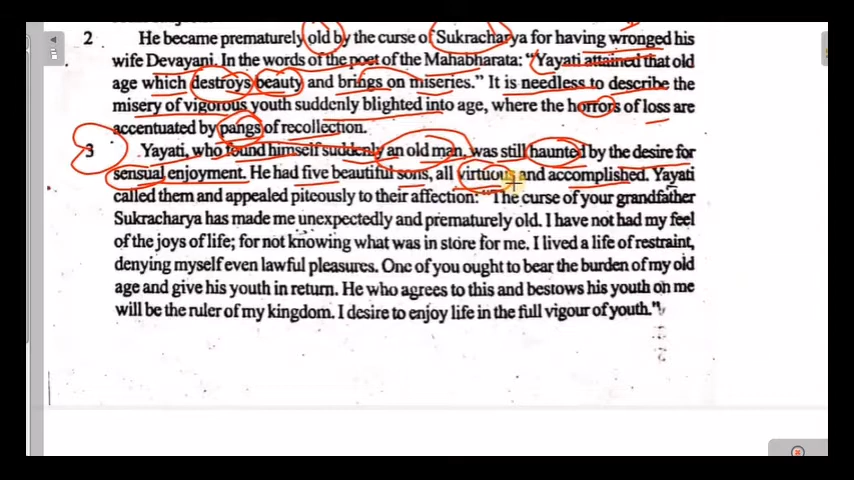 2 He became prematurely old by the curse of Sukracharya for having wronged his
wife Devayani. In the words of the poet of the Mahabharata: "Yayati attained that old
age which destroys beauty and brings on miseries." It is needless to describe the
misery of vigorous youth suddenly blighted into age, where the horrors of loss are
accentuated by pangs of recollection.
3 Yayati, who found himself suddenly an old man, was still haunted by the desire for
sensual enjoyment. He had five beautiful sons, all virtuous and accomplished. Yayati
called them and appealed piteously to their affection: "The curse of your grandfather
Sukracharya has made me unexpectedly and prematurely old. I have not had my feel
of the joys of life; for not knowing what was in store for me. I lived a life of restraint,
denying myself even lawful pleasures. One of you ought to bear the burden of my old
age and give his youth in return. He who agrees to this and bestows his youth on me
will be the ruler of my kingdom. I desire to enjoy life in the full vigour of youth."